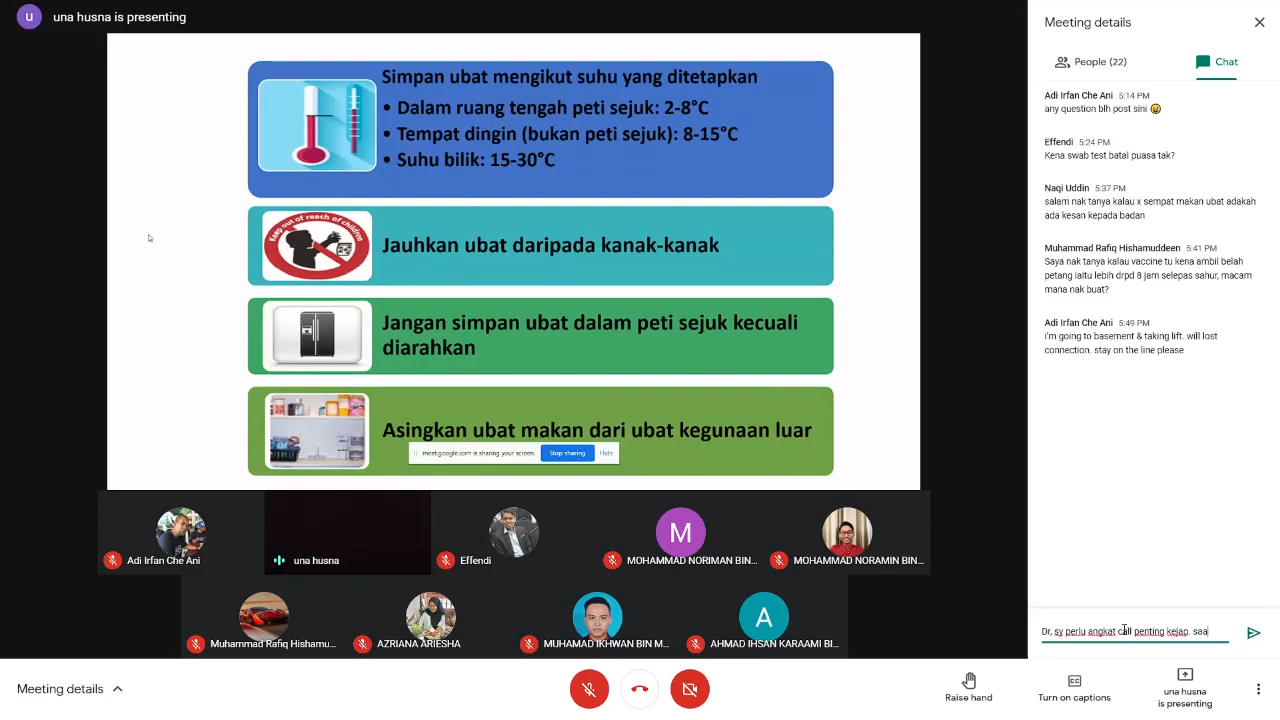 U
una husna is presenting
Simpan ubat mengikut suhu yang ditetapkan
• Dalam ruang tengah peti sejuk: 2-8°C
• Tempat dingin (bukan peti sejuk): 8-15°C
• Suhu bilik: 15-30°C
Keep out of reach of children
Jauhkan ubat daripada kanak-kanak
Jangan simpan ubat dalam peti sejuk kecuali
diarahkan
Asingkan ubat makan dari ubat kegunaan luar
meet.google.com is sharing your screen. Stop sharing Hide
Adi Irfan Che Ani
una husna
Effendi
M
MOHAMMAD NORIMAN BIN...
MOHAMMAD NORAMIN BIN...
Muhammad Rafiq Hishamu...
AZRIANA ARIESHA
MUHAMAD IKHWAN BIN M...
A
AHMAD IHSAN KARAAMI BI...
Meeting details
People (22)
Chat
Adi Irfan Che Ani 5:14 PM
any question blh post sini
Effendi 5:24 PM
Kena swab test batal puasa tak?
Naqi Uddin 5:37 PM
salam nak tanya kalau x sempat makan ubat adakah
ada kesan kepada badan
Muhammad Rafiq Hishamuddeen 5:41 PM
Saya nak tanya kalau vaccine tu kena ambil belah
petang iaitu lebih drpd 8 jam selepas sahur, macam
mana nak buat?
Adi Irfan Che Ani 5:49 PM
i'm going to basement & taking lift. will lost
connection. stay on the line please
Dr, sy perlu angkat call penting kejap. saa
Meeting details
Raise hand
Turn on captions
una husna
is presenting